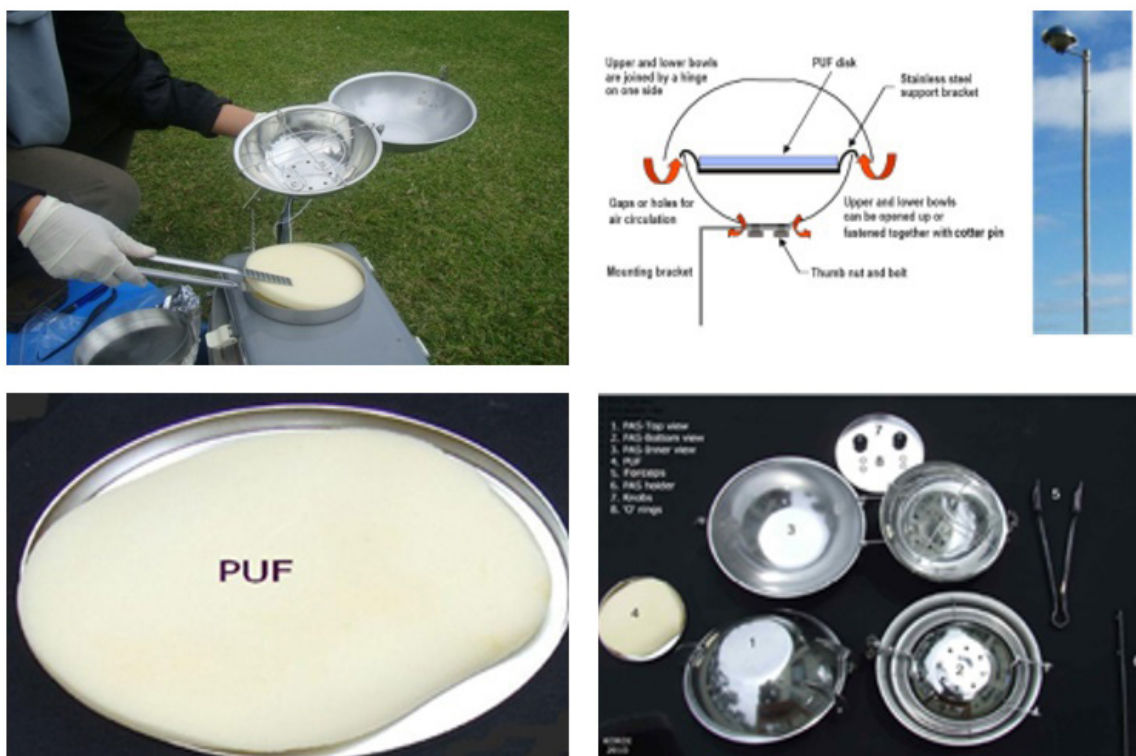 Upper and lower bowls
are joined by a hinge
on one side
PUF disk
Stainless steel
support bracket
Gaps or holes for
air circulation
Upper and lower bowls
can be opened up or
fastened together with cotter pin
Mounting bracket
Thumb nut and bolt
PUF
1. PAS-Top view
2. PAS-Bottom view
3. PAS-Inner view
4. PUF
5. Forceps
6. PAS holder
7. Knobs
8. 'O' rings
7
8
5
3
4
1
2
2010